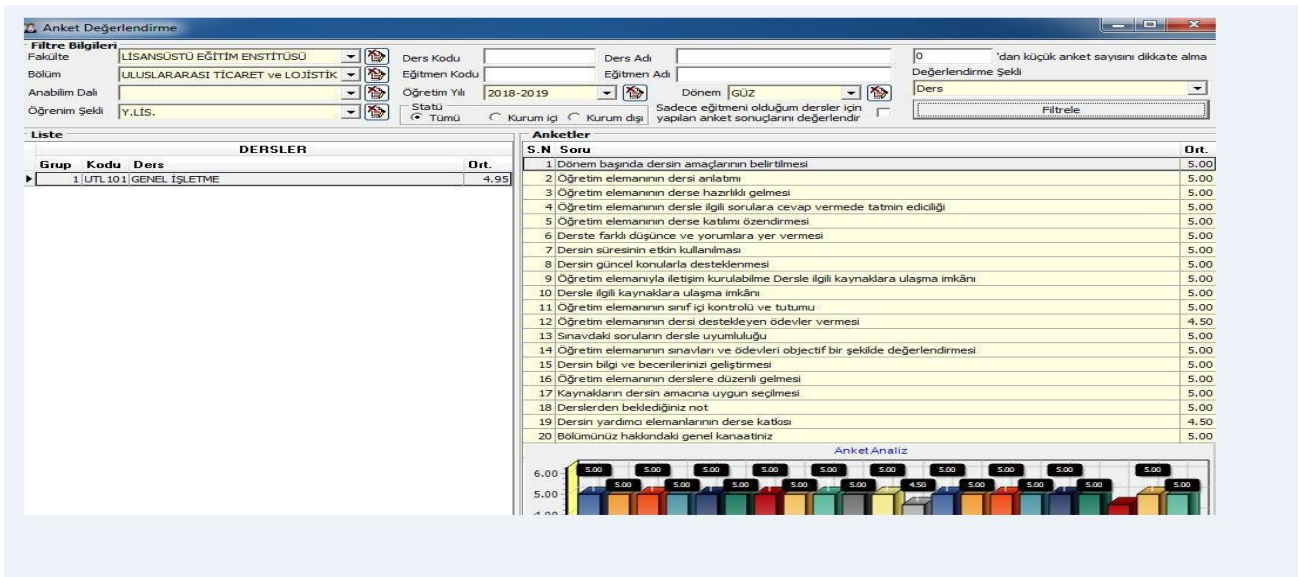 Anket Değerlendirme
Filtre Bilgileri
Fakülte LİSANSÜSTÜ EĞİTİM ENSTİTÜSÜ Ders Kodu Ders Adı 0 'dan küçük anket sayısını dikkate alma
Bölüm ULUSLARARASI TİCARET ve LOJİSTİK Eğitmen Kodu Eğitmen Adı Değerlendirme Şekli
Anabilim Dalı Öğretim Yılı 2018-2019 Dönem GÜZ Ders
Öğrenim Şekli Y.LİS. Statü Tümü Kurum içi Kurum dışı Sadece eğitmeni olduğum dersler için yapılan anket sonuçlarını değerlendir Filtrele
Liste
DERSLER
Grup Kodu Ders Ort.
1 UTL101 GENEL İŞLETME 4.95
Anketler
S.N Soru Ort.
1 Dönem başında dersin amaçlarının belirtilmesi 5.00
2 Öğretim elemanının dersi anlatımı 5.00
3 Öğretim elemanının derse hazırlıklı gelmesi 5.00
4 Öğretim elemanının dersle ilgili sorulara cevap vermede tatmin ediciliği 5.00
5 Öğretim elemanının derse katılımı özendirmesi 5.00
6 Derste farklı düşünce ve yorumlara yer vermesi 5.00
7 Dersin süresinin etkin kullanılması 5.00
8 Dersin güncel konularla desteklenmesi 5.00
9 Öğretim elemanıyla iletişim kurulabilme Dersle ilgili kaynaklara ulaşma imkânı 5.00
10 Dersle ilgili kaynaklara ulaşma imkânı 5.00
11 Öğretim elemanının sınıf içi kontrolü ve tutumu 5.00
12 Öğretim elemanının dersi destekleyen ödevler vermesi 4.50
13 Sınavdaki soruların dersle uyumluluğu 5.00
14 Öğretim elemanının sınavları ve ödevleri objectif bir şekilde değerlendirmesi 5.00
15 Dersin bilgi ve becerilerinizi geliştirmesi 5.00
16 Öğretim elemanının derslere düzenli gelmesi 5.00
17 Kaynakların dersin amacına uygun seçilmesi 5.00
18 Derslerden beklediğiniz not 5.00
19 Dersin yardımcı elemanlarının derse katkısı 4.50
20 Bölümünüz hakkındaki genel kanaatiniz 5.00
Anket Analiz
6.00 5.00 5.00 5.00 5.00 5.00 5.00 5.00 5.00 5.00 5.00
5.00 5.00 5.00 5.00 5.00 4.50 5.00 5.00 5.00 5.00
5.00
4.00